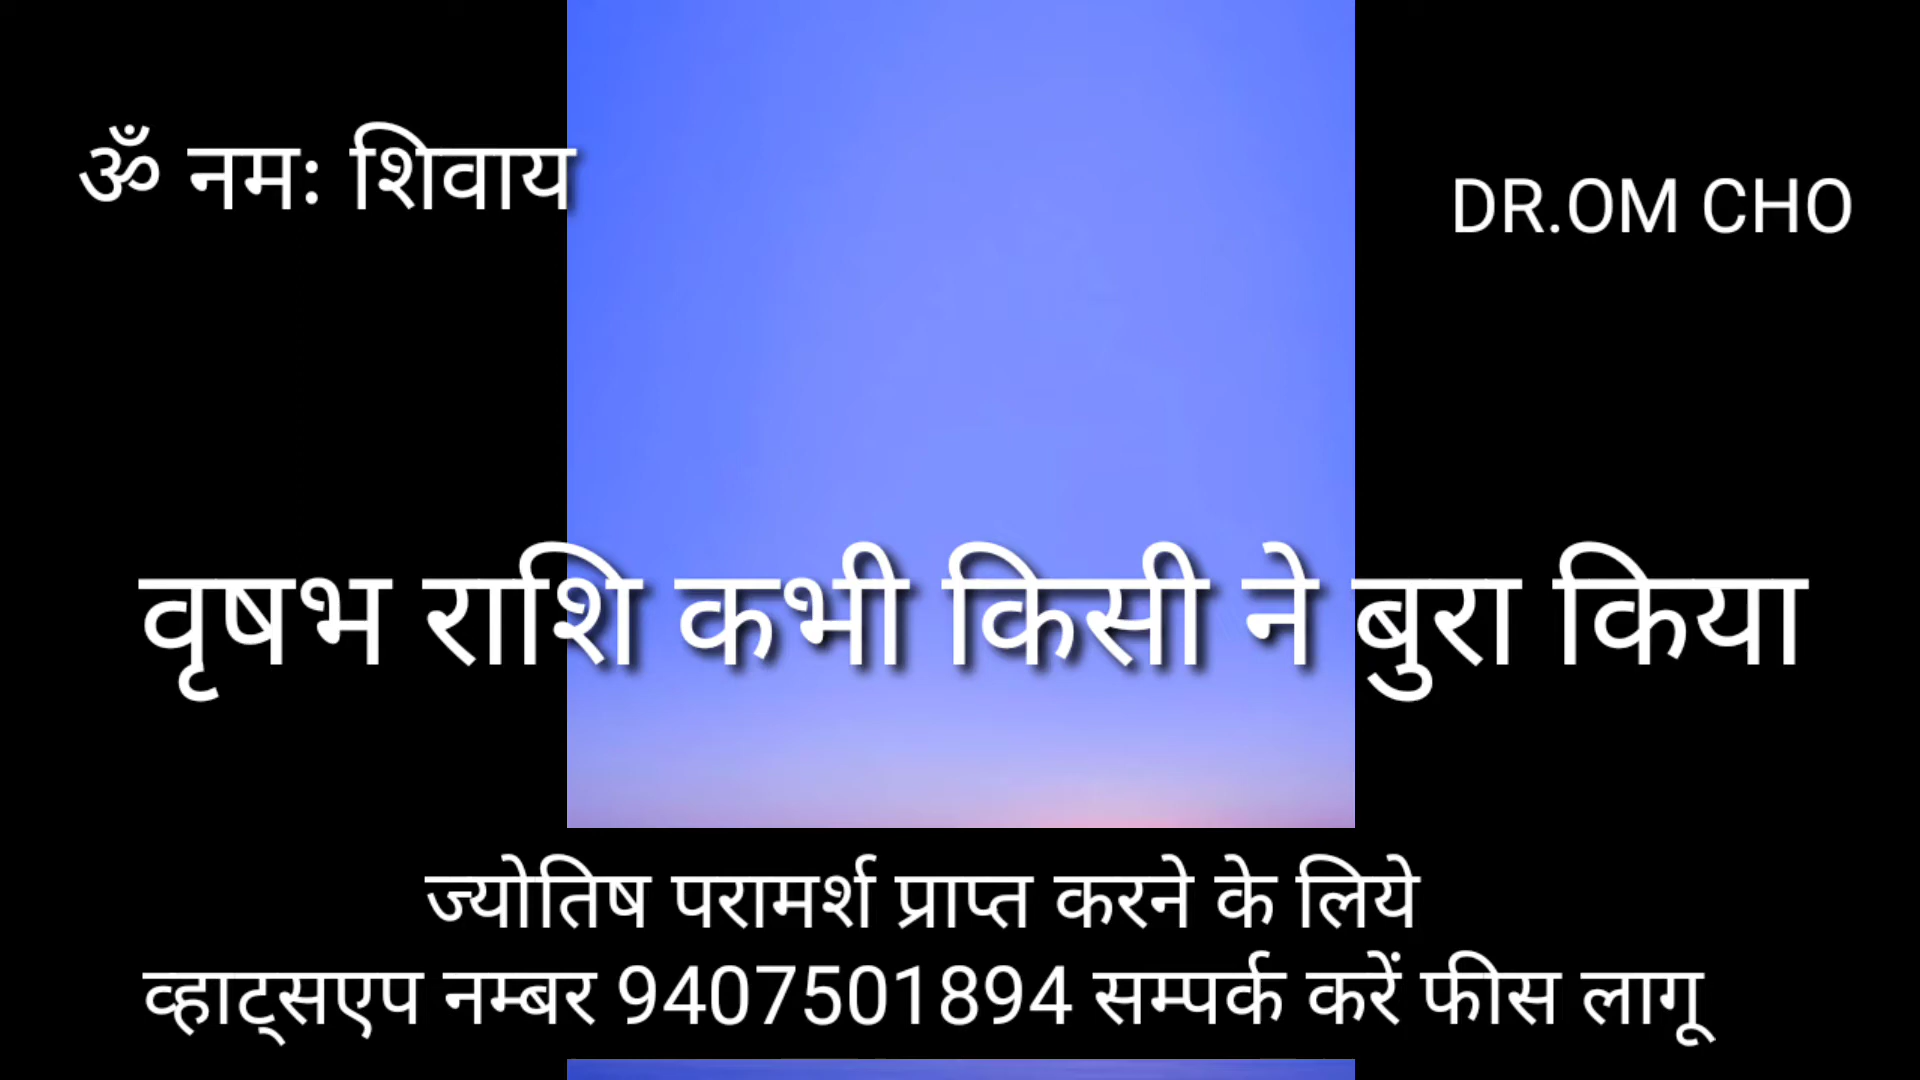 ॐ नमः शिवाय
DR.OM CHO
वृषभ राशि कभी किसी ने बुरा किया
ज्योतिष परामर्श प्राप्त करने के लिये
व्हाट्सएप नम्बर 9407501894 सम्पर्क करें फीस लागू